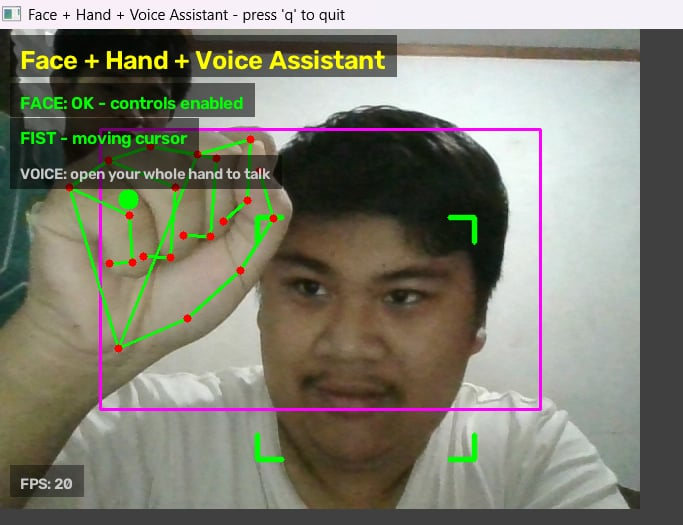 Face + Hand + Voice Assistant - press 'q' to quit
Face + Hand + Voice Assistant
FACE: OK - controls enabled
FIST - moving cursor
VOICE: open your whole hand to talk
FPS: 20